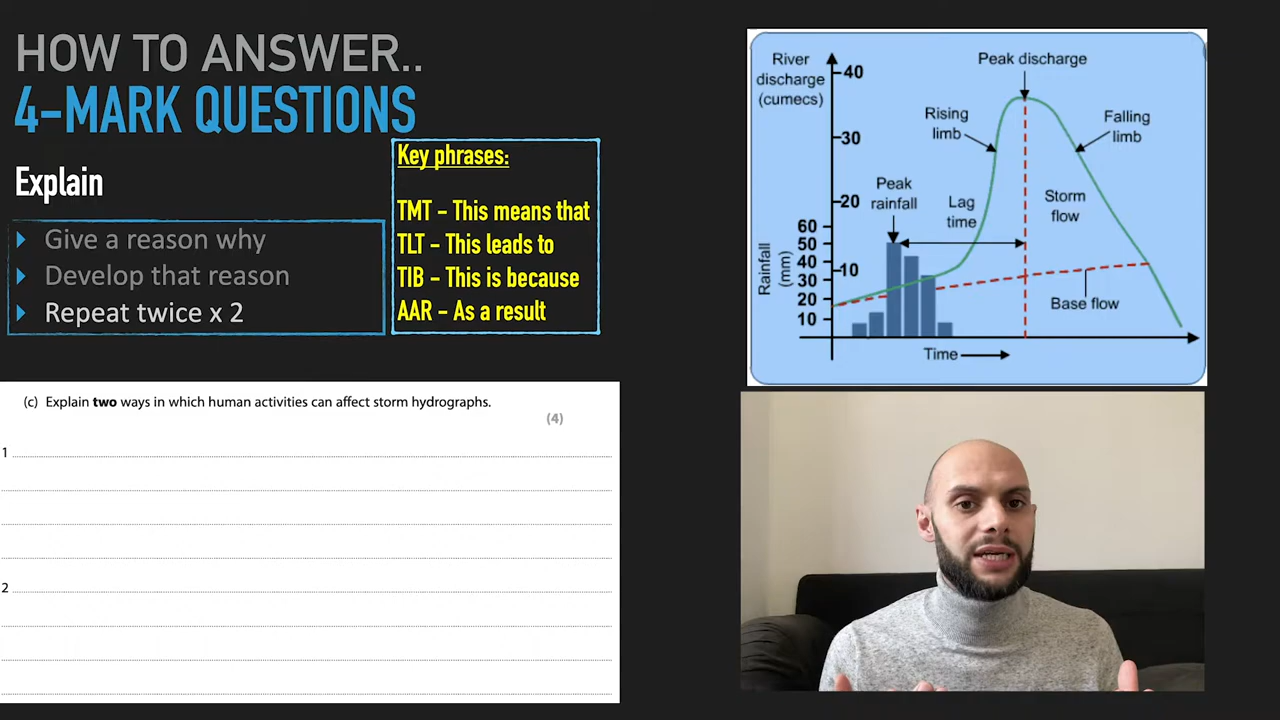 HOW TO ANSWER..
4-MARK QUESTIONS
Explain
Give a reason why
Develop that reason
Repeat twice x 2
Key phrases:
TMT - This means that
TLT - This leads to
TIB - This is because
AAR - As a result
(c) Explain two ways in which human activities can affect storm hydrographs.
(4)
1
2
River
discharge
(cumecs)
40
30
20
10
Peak discharge
Rising
limb
Falling
limb
Peak
rainfall
Lag
time
Storm
flow
Rainfall
(mm)
60
50
40
30
20
10
Base flow
Time